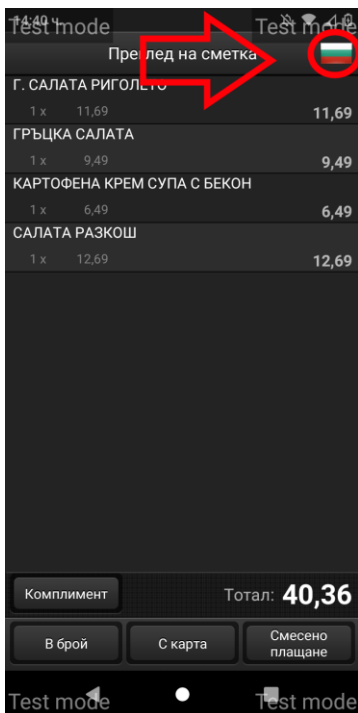 Test mode
Test mode
14:40 ч.
Преглед на сметка
Г. САЛАТА РИГОЛЕТО
1 x 11,69 11,69
ГРЪЦКА САЛАТА
1 x 9,49 9,49
КАРТОФЕНА КРЕМ СУПА С БЕКОН
1 x 6,49 6,49
САЛАТА РАЗКОШ
1 x 12,69 12,69
Комплимент
Тотал: 40,36
В брой
С карта
Смесено
плащане
Test mode
Test mode